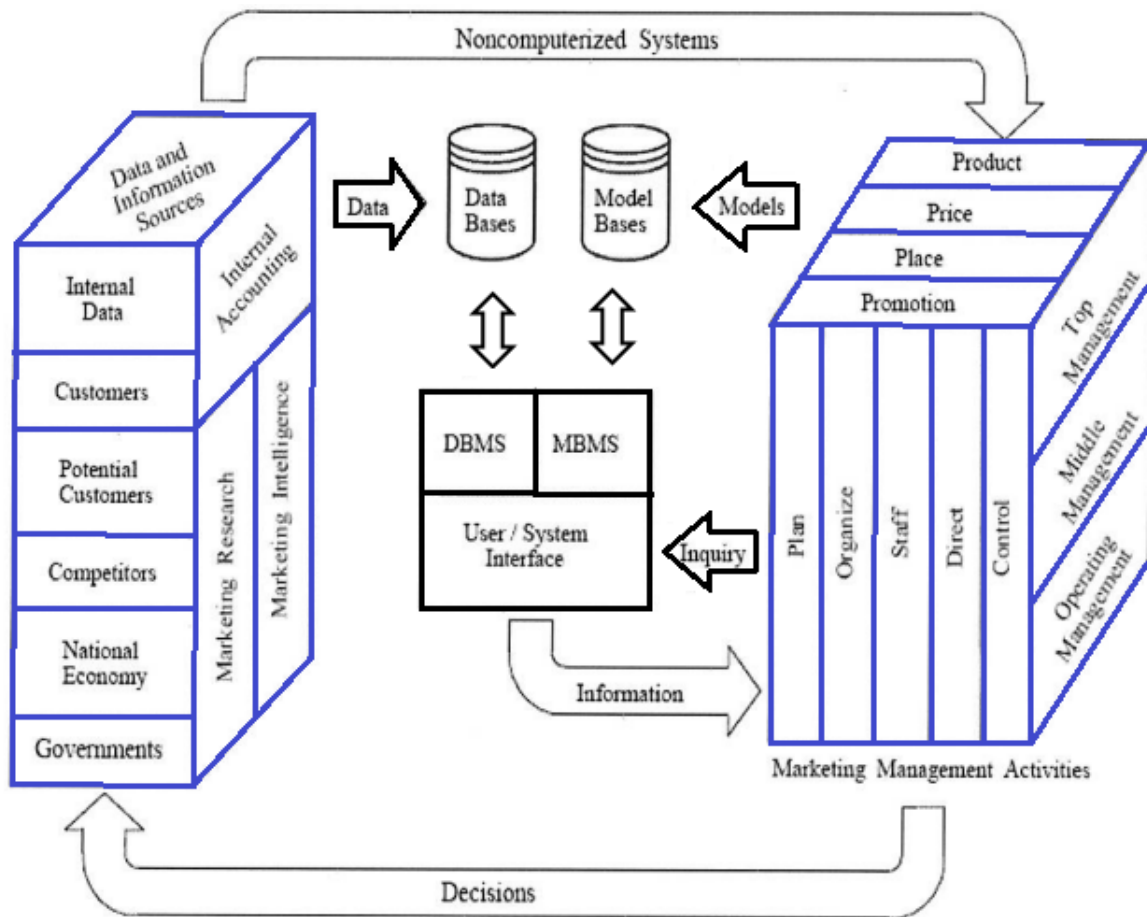 Noncomputerized Systems
Data and
Information
Sources
Internal
Accounting
Internal
Data
Customers
Potential
Customers
Competitors
National
Economy
Governments
Marketing Research
Marketing Intelligence
Data
Data
Bases
Model
Bases
Models
DBMS
MBMS
User / System
Interface
Inquiry
Information
Product
Price
Place
Promotion
Plan
Organize
Staff
Direct
Control
Top
Management
Middle
Management
Operating
Management
Marketing Management Activities
Decisions